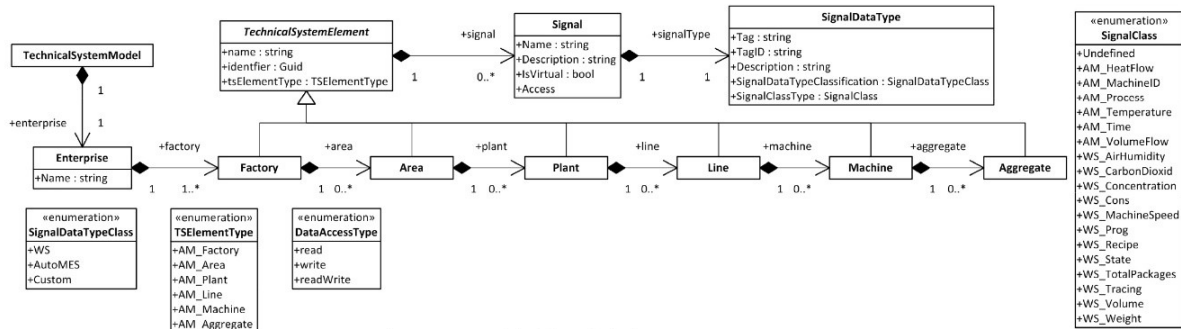 TechnicalSystemModel
1
+enterprise
1
Enterprise
+Name : string
+factory
1
1..*
TechnicalSystemElement
+name : string
+identfier : Guid
+tsElementType : TSElementType
+signal
1
0..*
Signal
+Name : string
+Description : string
+IsVirtual : bool
+Access
+signalType
1
1
SignalDataType
+Tag : string
+TagID : string
+Description : string
+SignalDataTypeClassification : SignalDataTypeClass
+SignalClassType : SignalClass
Factory
+area
1
0..*
Area
+plant
1
0..*
Plant
+line
1
0..*
Line
+machine
1
0..*
Machine
+aggregate
1
0..*
Aggregate
«enumeration»
SignalDataTypeClass
+WS
+AutoMES
+Custom
«enumeration»
TSElementType
+AM_Factory
+AM_Area
+AM_Plant
+AM_Line
+AM_Machine
+AM_Aggregate
«enumeration»
DataAccessType
+read
+write
+readWrite
«enumeration»
SignalClass
+Undefined
+AM_HeatFlow
+AM_MachineID
+AM_Process
+AM_Temperature
+AM_Time
+AM_VolumeFlow
+WS_AirHumidity
+WS_CarbonDioxid
+WS_Concentration
+WS_Cons
+WS_MachineSpeed
+WS_Prog
+WS_Recipe
+WS_State
+WS_TotalPackages
+WS_Tracing
+WS_Volume
+WS_Weight